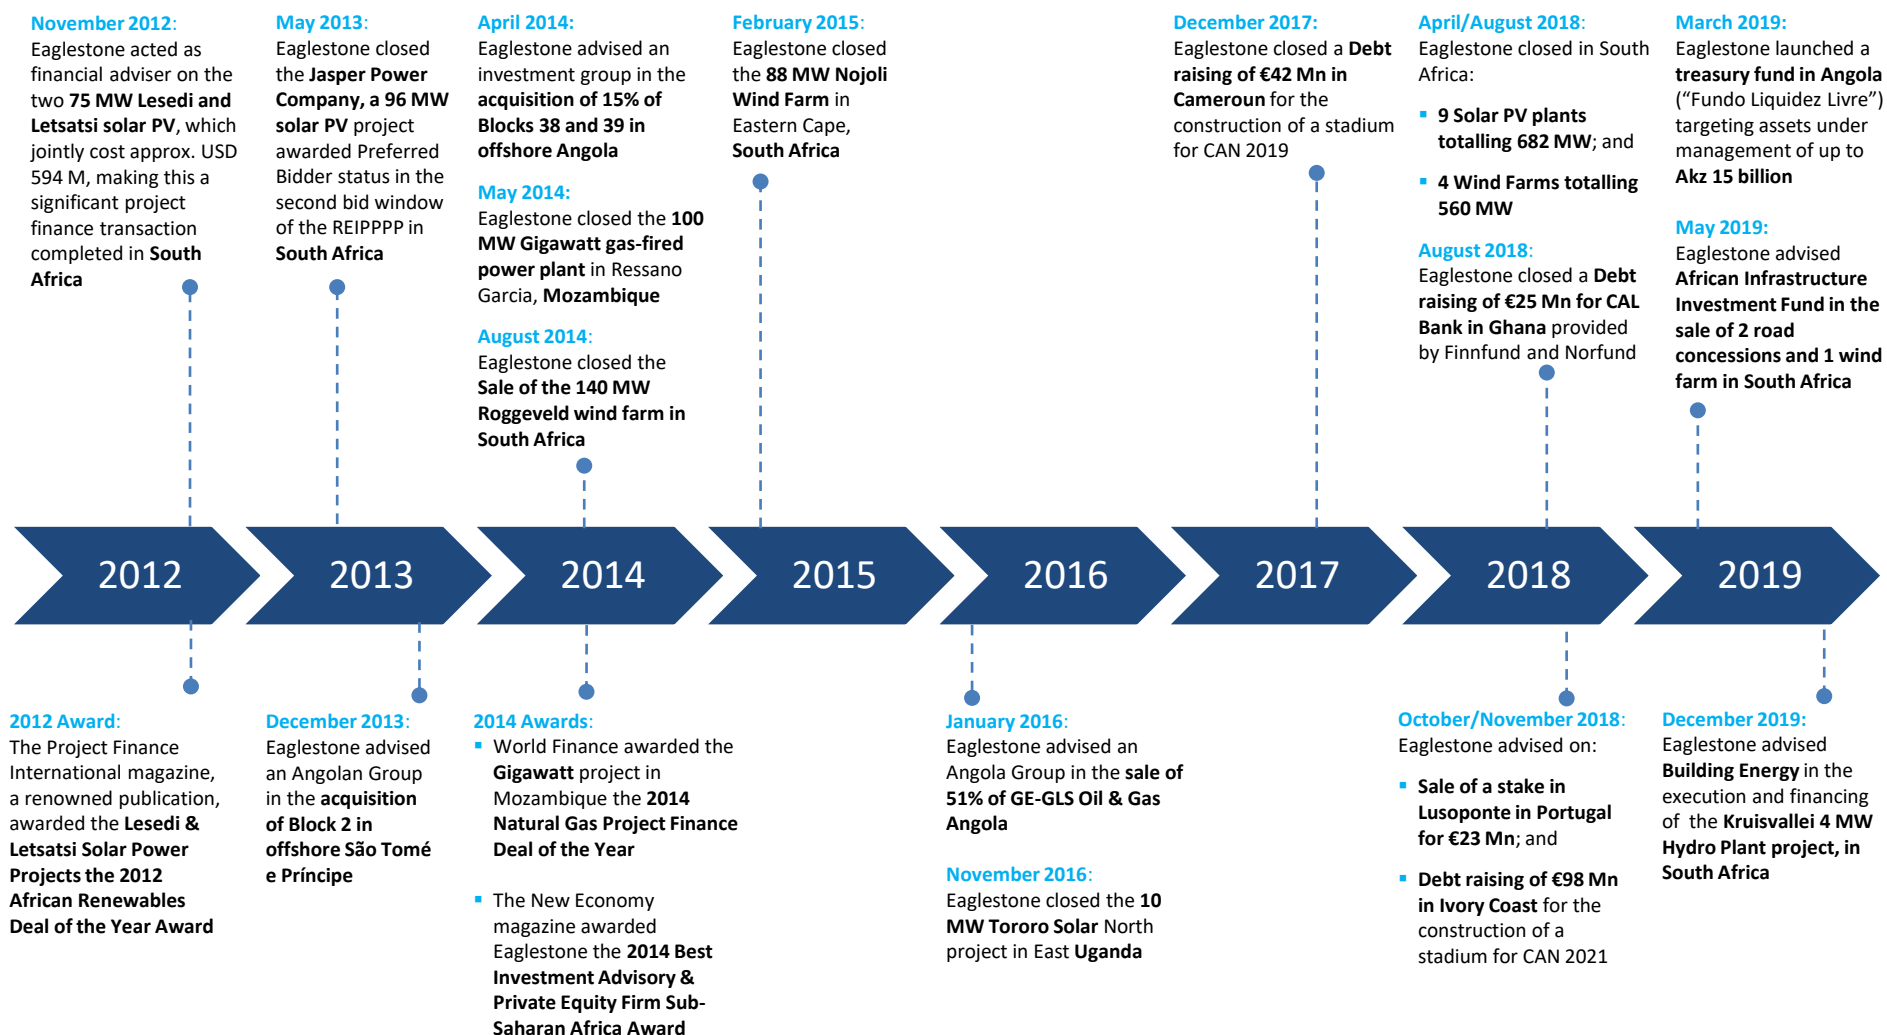 November 2012:
Eaglestone acted as
financial adviser on the
two 75 MW Lesedi and
Letsatsi solar PV, which
jointly cost approx. USD
594 M, making this a
significant project
finance transaction
completed in South
Africa
May 2013:
Eaglestone closed
the Jasper Power
Company, a 96 MW
solar PV project
awarded Preferred
Bidder status in the
second bid window
of the REIPPPP in
South Africa
April 2014:
Eaglestone advised an
investment group in the
acquisition of 15% of
Blocks 38 and 39 in
offshore Angola
May 2014:
Eaglestone closed the 100
MW Gigawatt gas-fired
power plant in Ressano
Garcia, Mozambique
August 2014:
Eaglestone closed the
Sale of the 140 MW
Roggeveld wind farm in
South Africa
February 2015:
Eaglestone closed
the 88 MW Nojoli
Wind Farm in
Eastern Cape,
South Africa
December 2017:
Eaglestone closed a Debt
raising of €42 Mn in
Cameroun for the
construction of a stadium
for CAN 2019
April/August 2018:
Eaglestone closed in South
Africa:
▪ 9 Solar PV plants
totalling 682 MW; and
▪ 4 Wind Farms totalling
560 MW
August 2018:
Eaglestone closed a Debt
raising of €25 Mn for CAL
Bank in Ghana provided
by Finnfund and Norfund
March 2019:
Eaglestone launched a
treasury fund in Angola
(“Fundo Liquidez Livre”)
targeting assets under
management of up to
Akz 15 billion
May 2019:
Eaglestone advised
African Infrastructure
Investment Fund in the
sale of 2 road
concessions and 1 wind
farm in South Africa
2012
2013
2014
2015
2016
2017
2018
2019
2012 Award:
The Project Finance
International magazine,
a renowned publication,
awarded the Lesedi &
Letsatsi Solar Power
Projects the 2012
African Renewables
Deal of the Year Award
December 2013:
Eaglestone advised
an Angolan Group
in the acquisition
of Block 2 in
offshore São Tomé
e Príncipe
2014 Awards:
▪ World Finance awarded the
Gigawatt project in
Mozambique the 2014
Natural Gas Project Finance
Deal of the Year
▪ The New Economy
magazine awarded
Eaglestone the 2014 Best
Investment Advisory &
Private Equity Firm Sub-
Saharan Africa Award
January 2016:
Eaglestone advised an
Angola Group in the sale of
51% of GE-GLS Oil & Gas
Angola
November 2016:
Eaglestone closed the 10
MW Tororo Solar North
project in East Uganda
October/November 2018:
Eaglestone advised on:
▪ Sale of a stake in
Lusoponte in Portugal
for €23 Mn; and
▪ Debt raising of €98 Mn
in Ivory Coast for the
construction of a
stadium for CAN 2021
December 2019:
Eaglestone advised
Building Energy in the
execution and financing
of the Kruisvallei 4 MW
Hydro Plant project, in
South Africa